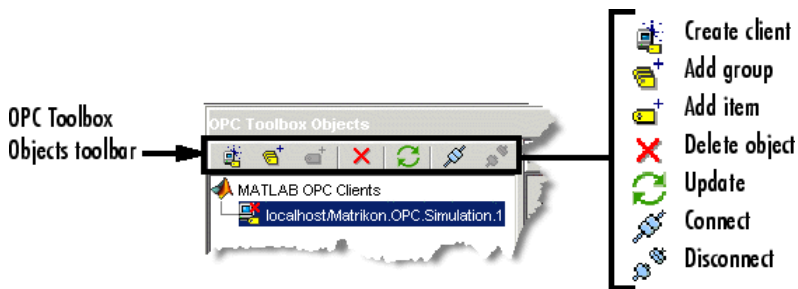 OPC Toolbox
Objects toolbar
OPC Toolbox Objects
MATLAB OPC Clients
localhost/Matrikon.OPC.Simulation.1
Create client
Add group
Add item
Delete object
Update
Connect
Disconnect